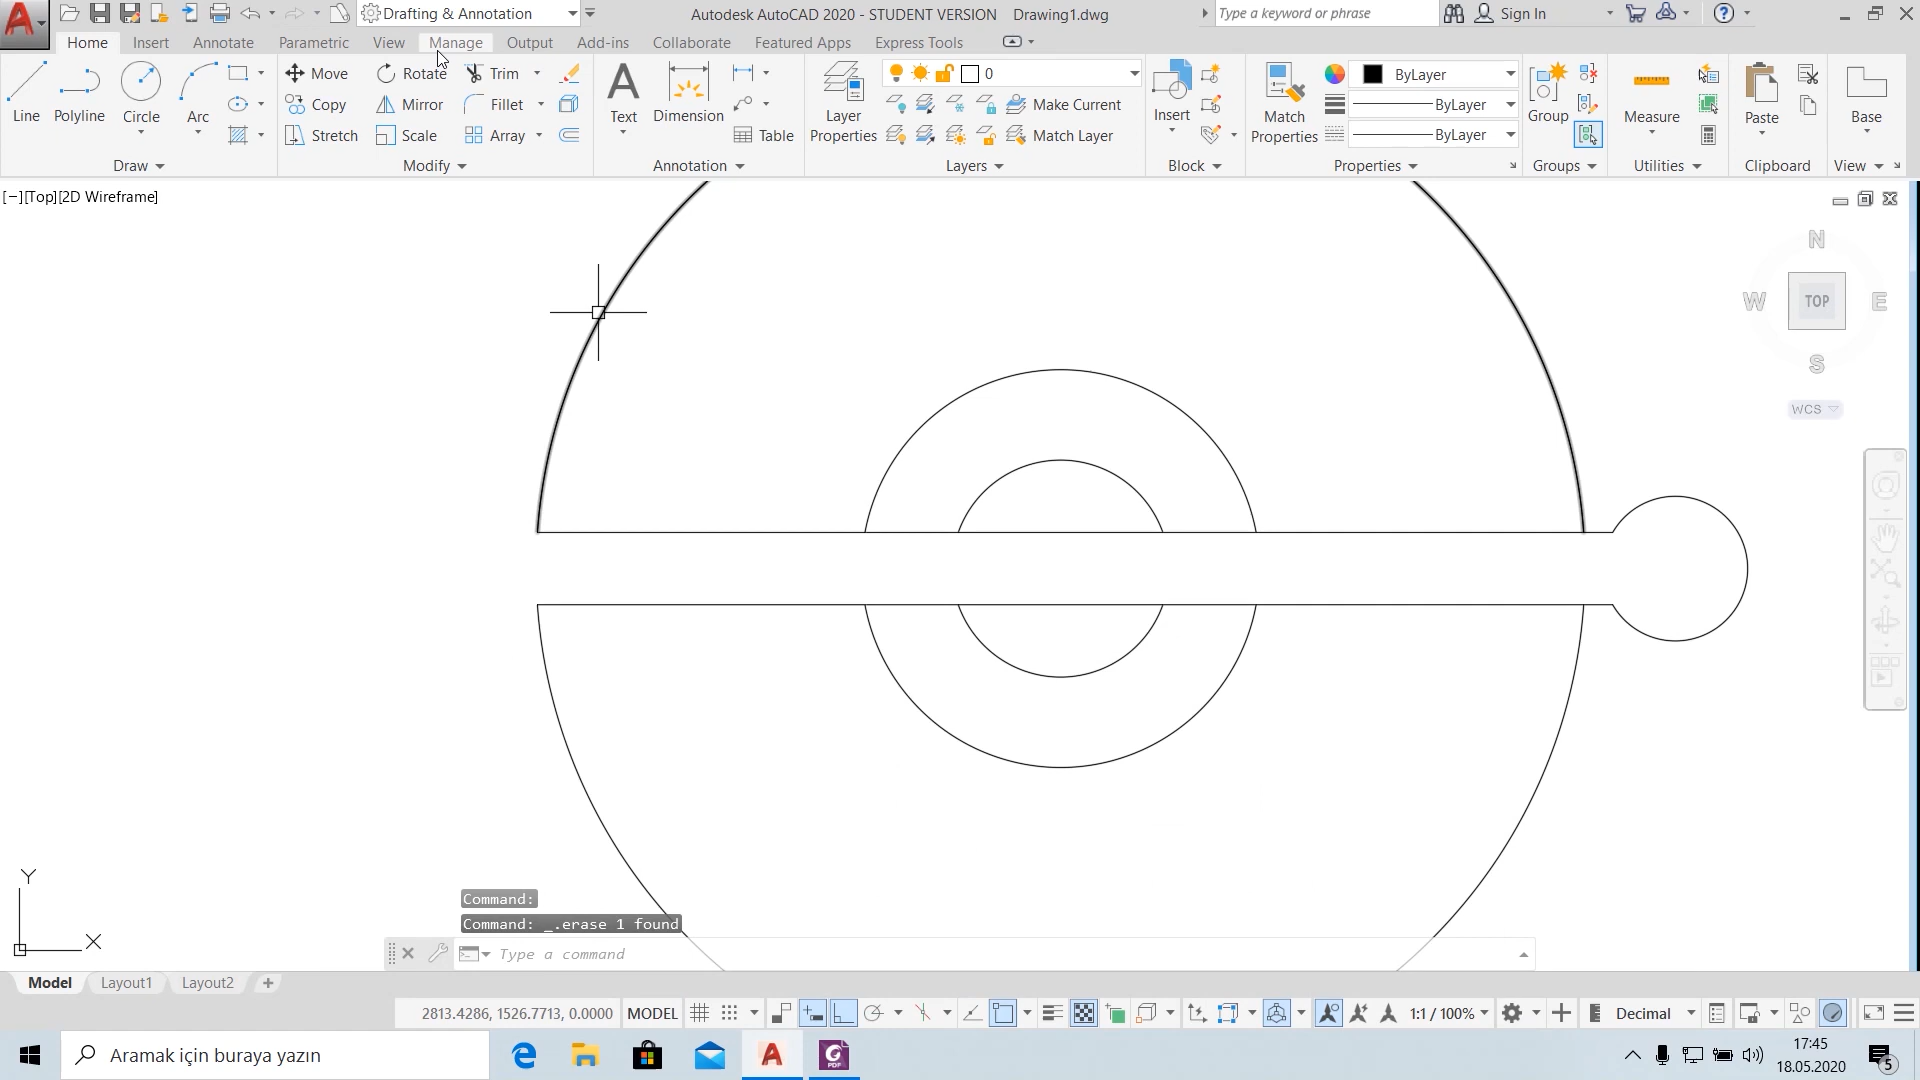 Drafting & Annotation
Autodesk AutoCAD 2020 - STUDENT VERSION Drawing1.dwg
Type a keyword or phrase
Sign In
Home Insert Annotate Parametric View Manage Output Add-ins Collaborate Featured Apps Express Tools
Line Polyline Circle Arc
Move Rotate Trim
Copy Mirror Fillet
Stretch Scale Array
Text Dimension Table
Layer Properties
0
Make Current
Match Layer
Insert
Match Properties
ByLayer
ByLayer
ByLayer
Group
Measure
Paste
Base
Draw Modify Annotation Layers Block Properties Groups Utilities Clipboard View
[−][Top][2D Wireframe]
N
W TOP E
S
WCS
Y
X
Command:
Command: _.erase 1 found
Type a command
Model Layout1 Layout2
2813.4286, 1526.7713, 0.0000 MODEL 1:1 / 100% Decimal
Aramak için buraya yazın
PDF
17:45
18.05.2020
5